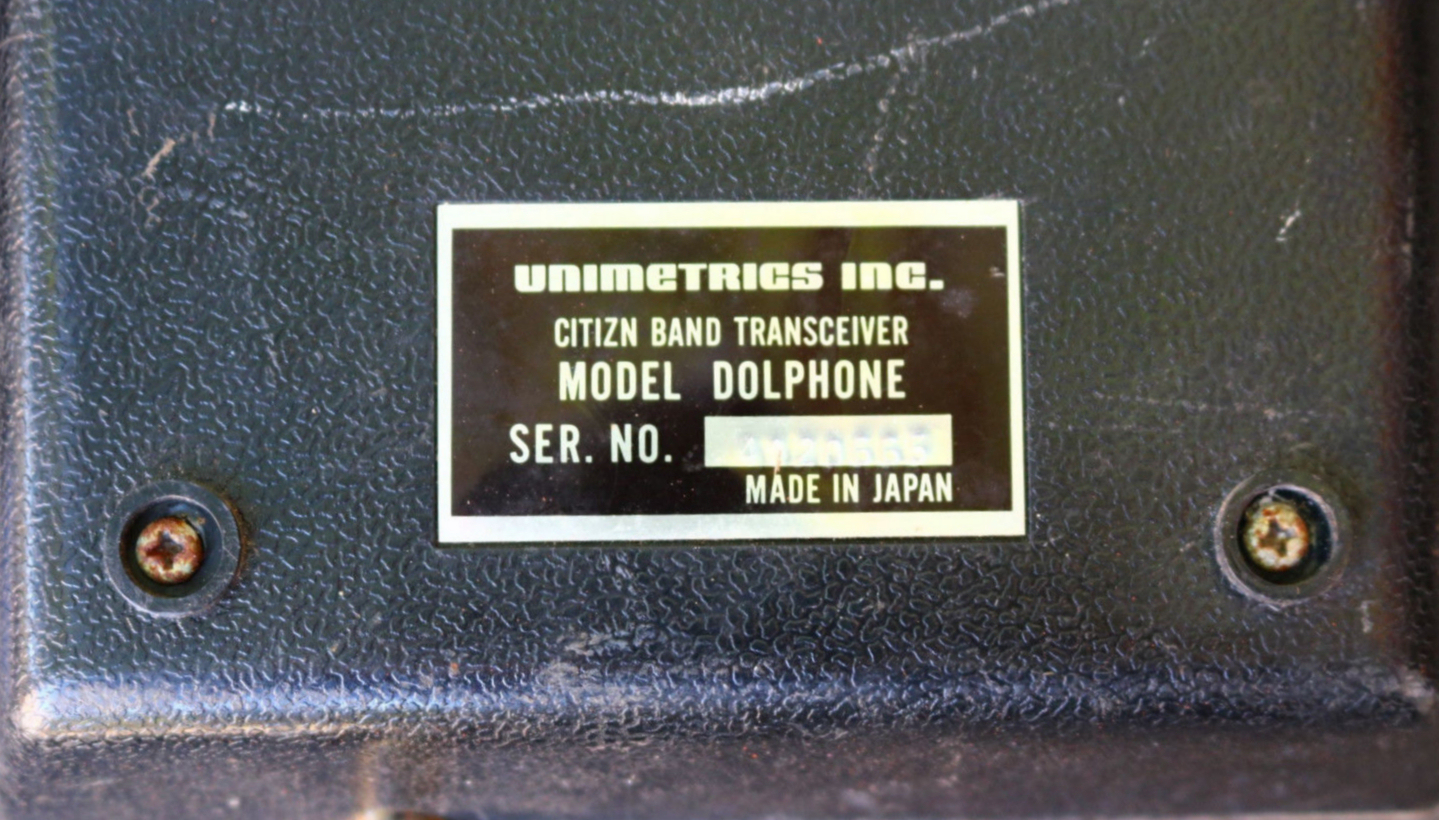 UNIMETRICS INC.
CITIZN BAND TRANSCEIVER
MODEL DOLPHONE
SER. NO.
MADE IN JAPAN